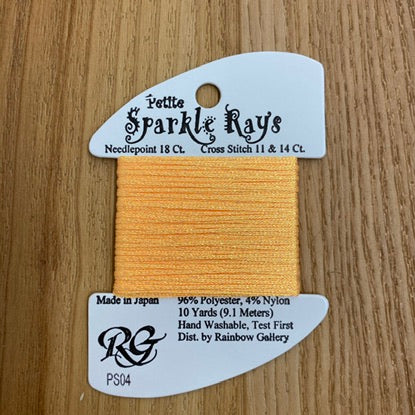 Petite
Sparkle Rays
Needlepoint 18 Ct. Cross Stitch 11 & 14 Ct.
Made in Japan 96% Polyester, 4% Nylon
10 Yards (9.1 Meters)
Hand Washable, Test First
Dist. by Rainbow Gallery
RG
PS04